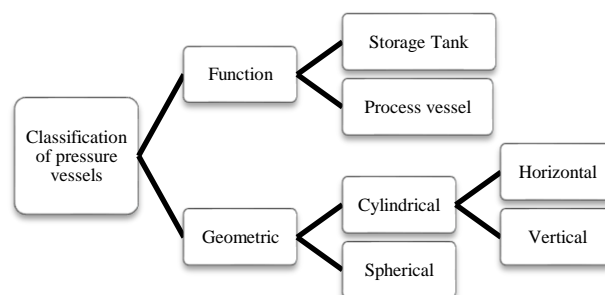 Storage Tank
Function
Process vessel
Classification
of pressure
vessels
Horizontal
Cylindrical
Geometric
Vertical
Spherical